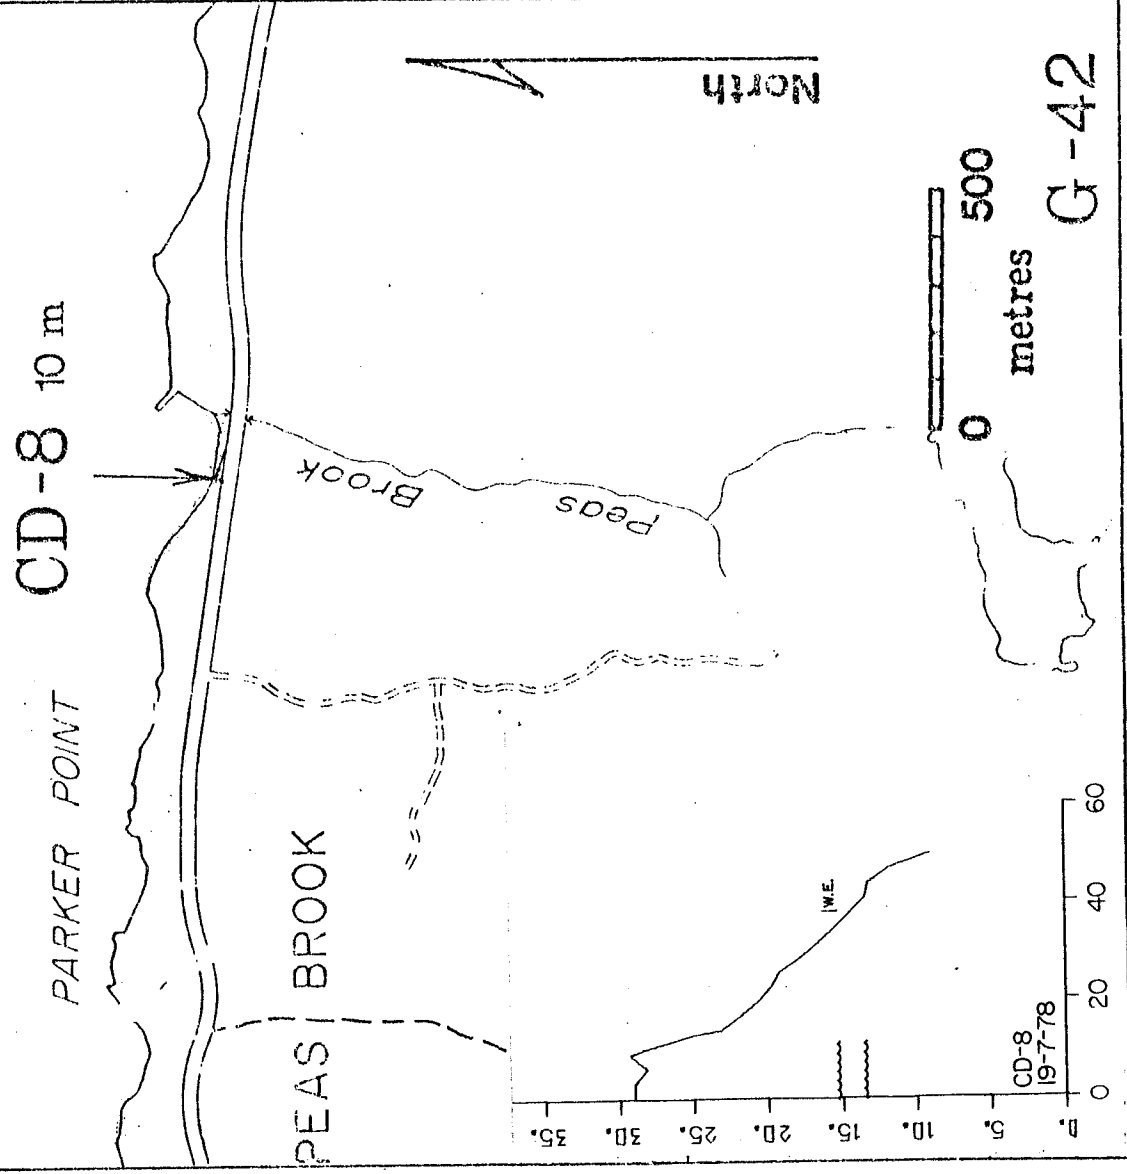 CD-8 10 m
PARKER POINT
North
PEAS BROOK
Peas Brook
0 500
metres
G-42
W.E.
35.
30.
25.
20.
15.
10.
5.
0.
CD-8
19-7-78
0 20 40 60